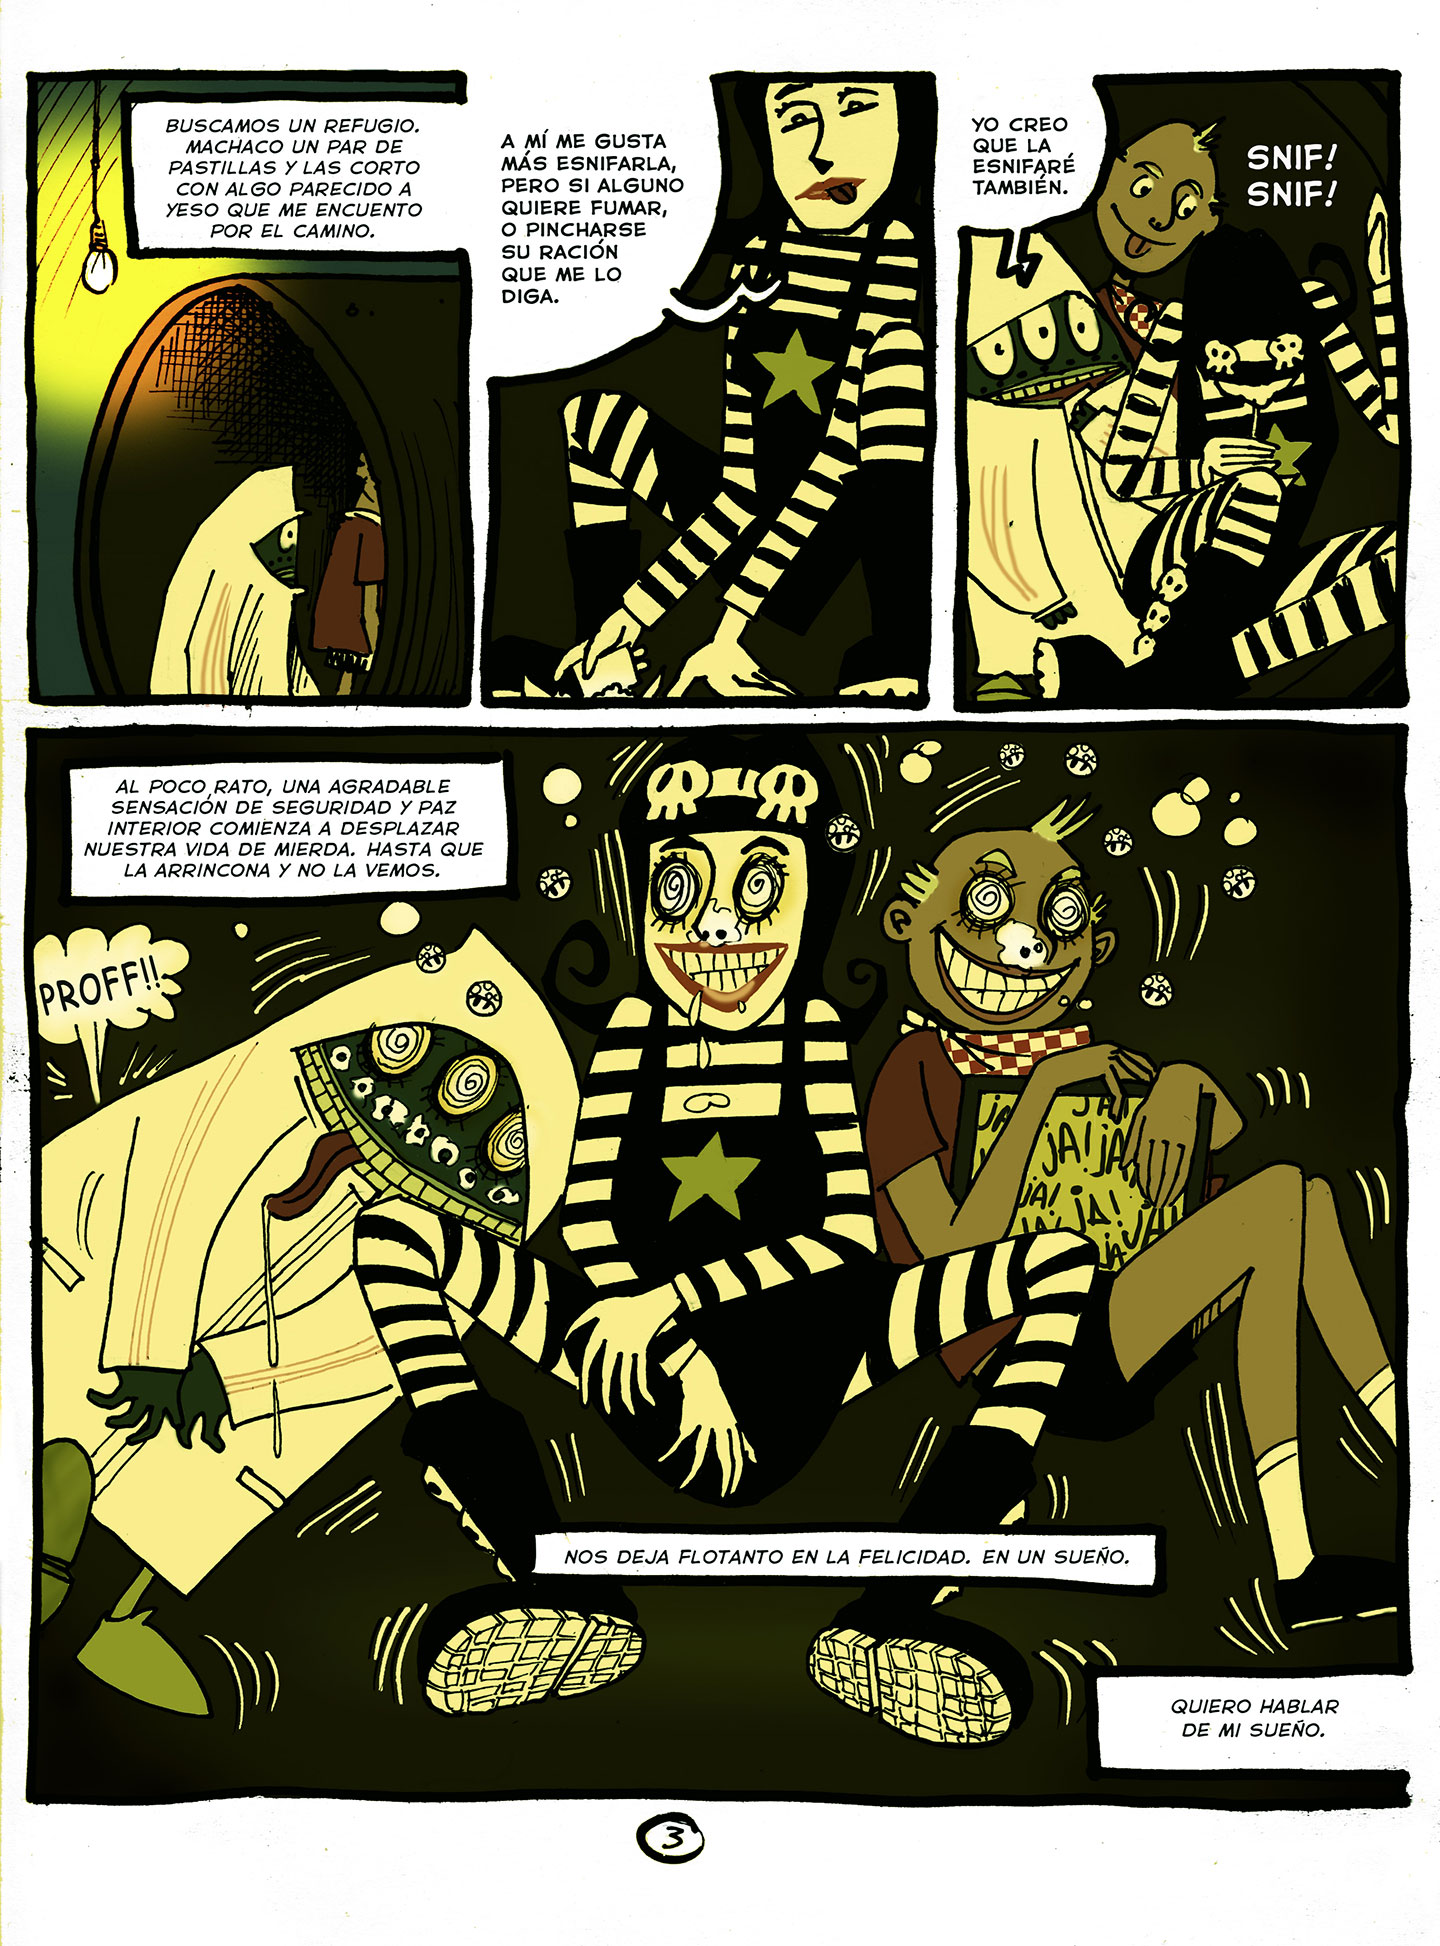 BUSCAMOS UN REFUGIO.
MACHACO UN PAR DE
PASTILLAS Y LAS CORTO
CON ALGO PARECIDO A
YESO QUE ME ENCUENTO
POR EL CAMINO.
A MÍ ME GUSTA
MÁS ESNIFARLA,
PERO SI ALGUNO
QUIERE FUMAR,
O PINCHARSE
SU RACIÓN
QUE ME LO
DIGA.
YO CREO
QUE LA
ESNIFARÉ
TAMBIÉN.
SNIF!
SNIF!
AL POCO RATO, UNA AGRADABLE
SENSACIÓN DE SEGURIDAD Y PAZ
INTERIOR COMIENZA A DESPLAZAR
NUESTRA VIDA DE MIERDA. HASTA QUE
LA ARRINCONA Y NO LA VEMOS.
PROFF!!
ja JA!
ja! ja
ja! ¡ JA!
ja ja!
NOS DEJA FLOTANTO EN LA FELICIDAD. EN UN SUEÑO.
QUIERO HABLAR
DE MI SUEÑO.
3